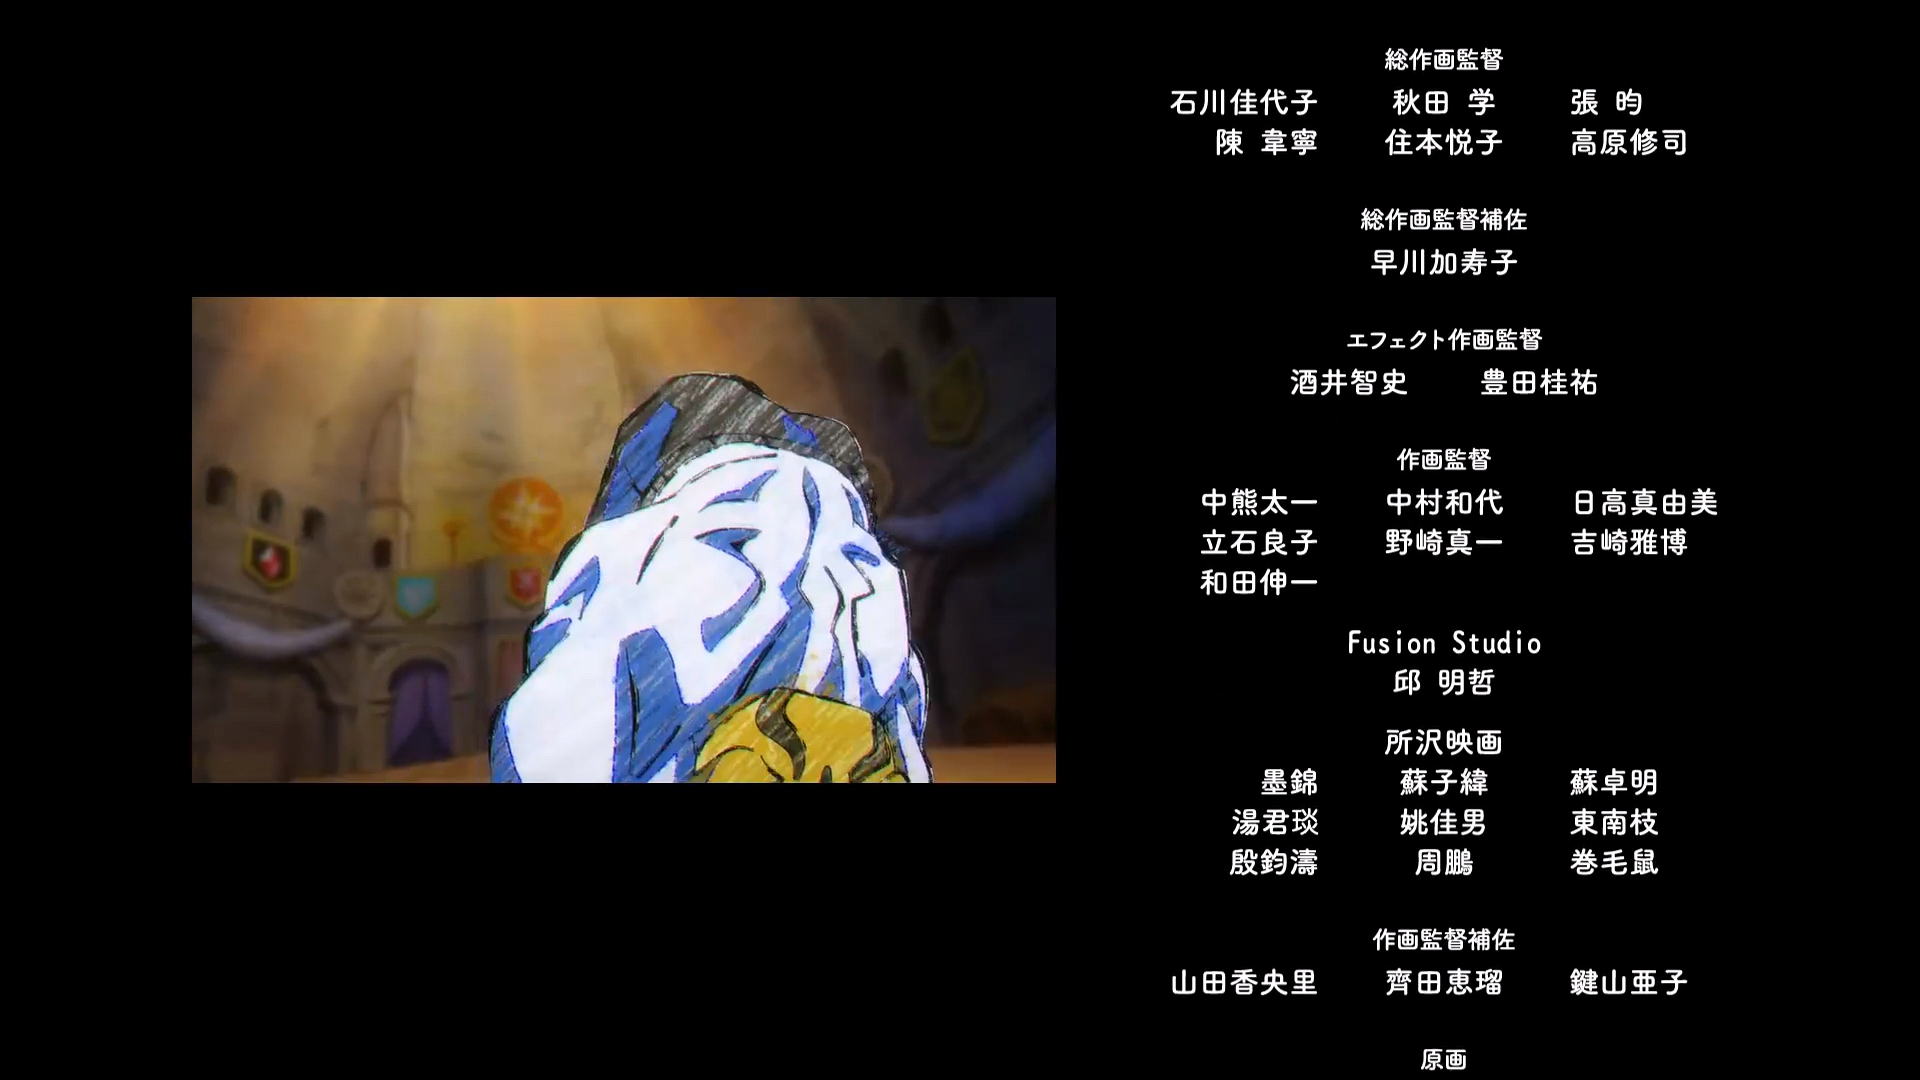 総作画監督
石川佳代子 秋田 学 張 昀
陳 韋寧 住本悦子 高原修司
総作画監督補佐
早川加寿子
エフェクト作画監督
酒井智史 豊田桂祐
作画監督
中熊太一 中村和代 日高真由美
立石良子 野崎真一 吉崎雅博
和田伸一
Fusion Studio
邱 明哲
所沢映画
墨錦 蘇子緯 蘇卓明
湯君琰 姚佳男 東南枝
殷鈞濤 周鵬 巻毛鼠
作画監督補佐
山田香央里 齊田恵瑠 鍵山亜子
原画